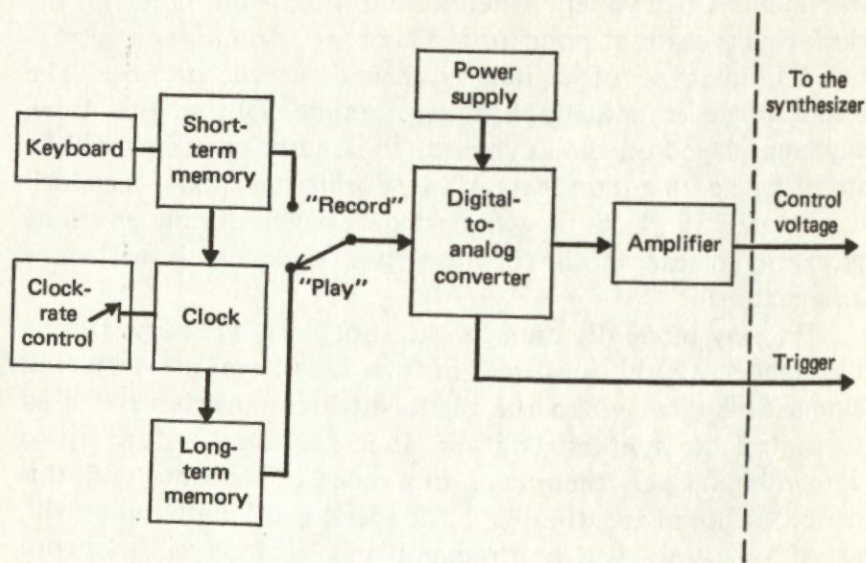 Power
supply
To the
synthesizer
Keyboard
Short-
term
memory
"Record"
"Play"
Digital-
to-
analog
converter
Amplifier
Control
voltage
Clock-
rate
control
Clock
Trigger
Long-
term
memory